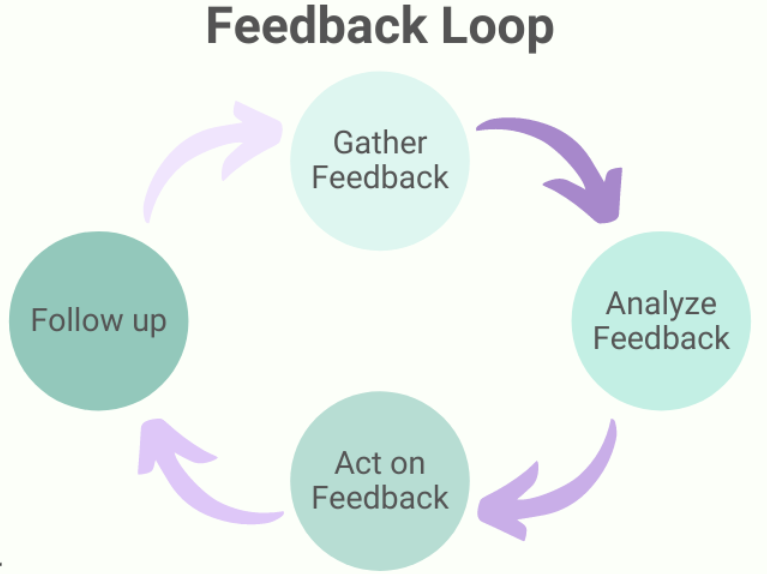 Feedback Loop
Gather
Feedback
Analyze
Feedback
Act on
Feedback
Follow up